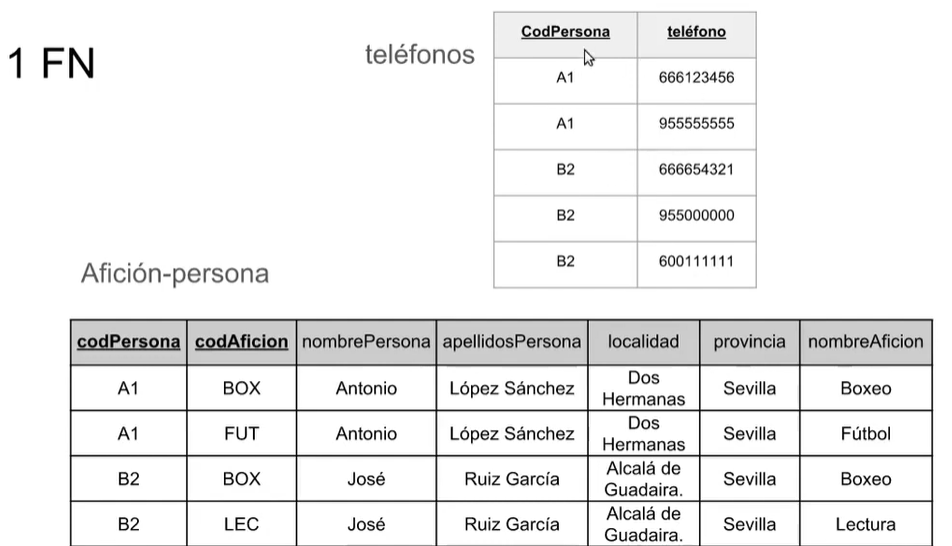 1 FN
teléfonos
CodPersona teléfono
A1 666123456
A1 955555555
B2 666654321
B2 955000000
B2 600111111
Afición-persona
codPersona codAficion nombrePersona apellidosPersona localidad provincia nombreAficion
A1 BOX Antonio López Sánchez Dos Hermanas Sevilla Boxeo
A1 FUT Antonio López Sánchez Dos Hermanas Sevilla Fútbol
B2 BOX José Ruiz García Alcalá de Guadaira. Sevilla Boxeo
B2 LEC José Ruiz García Alcalá de Guadaira. Sevilla Lectura